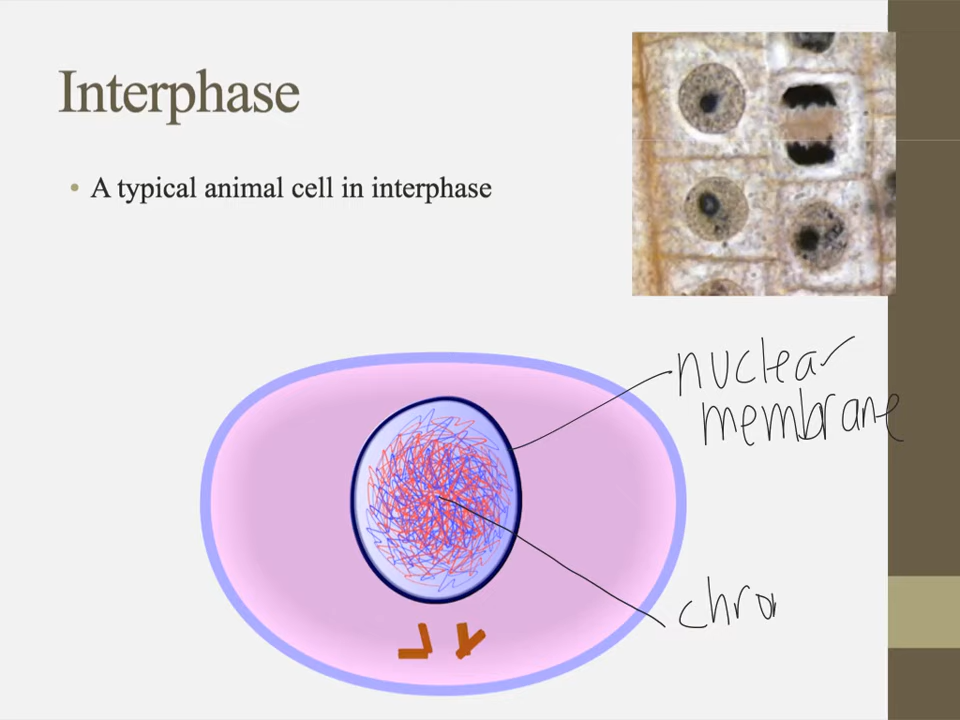 Interphase
• A typical animal cell in interphase
nuclear
membrane
chro